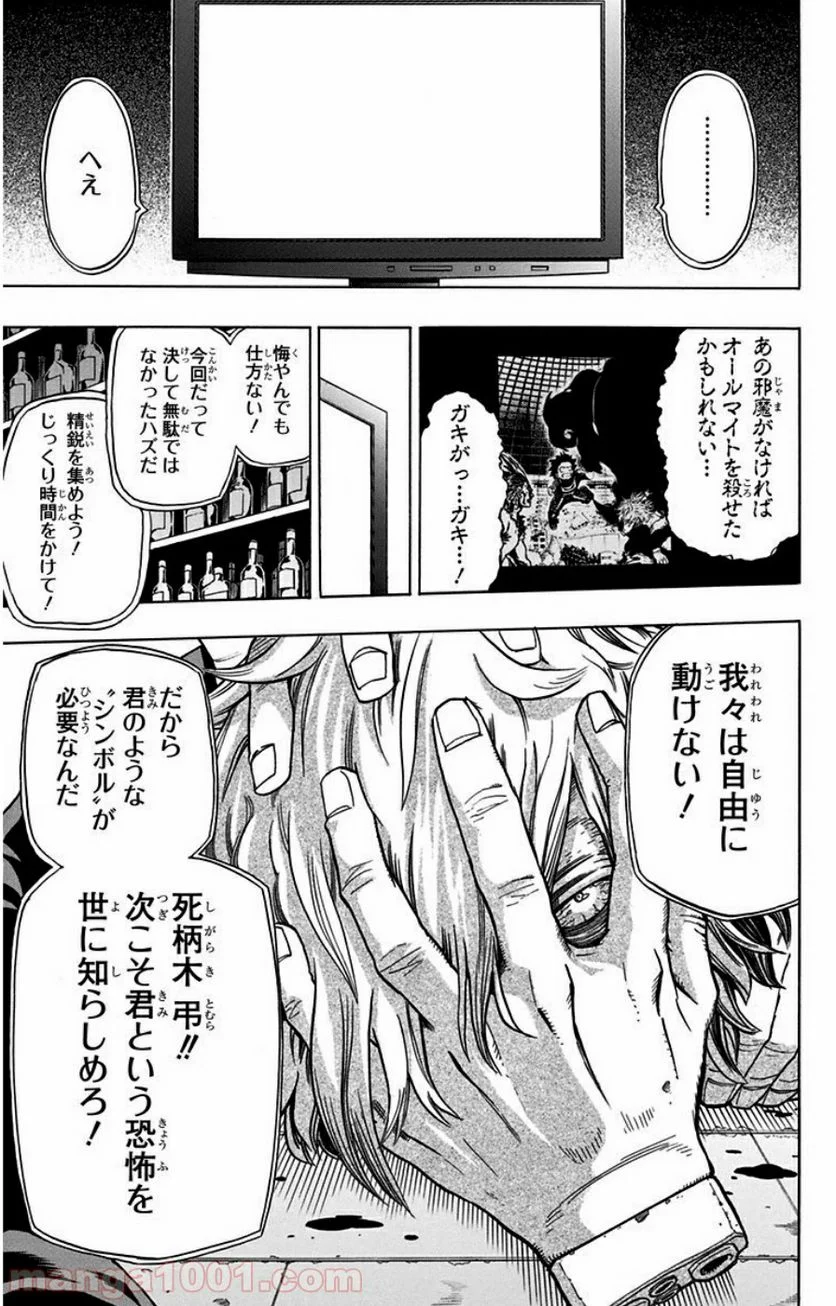 …………
へえ
あの邪魔がなければ
オールマイトを殺せた
かもしれない…
ガキがっ…ガキ…！
悔やんでも
仕方ない！
今回だって
決して無駄では
なかったハズだ
精鋭を集めよう！
じっくり時間をかけて！
我々は自由に
動けない！
だから
君のような
〝シンボル〟が
必要なんだ
死柄木 弔!!
次こそ君という恐怖を
世に知らしめろ！
manga1001.com